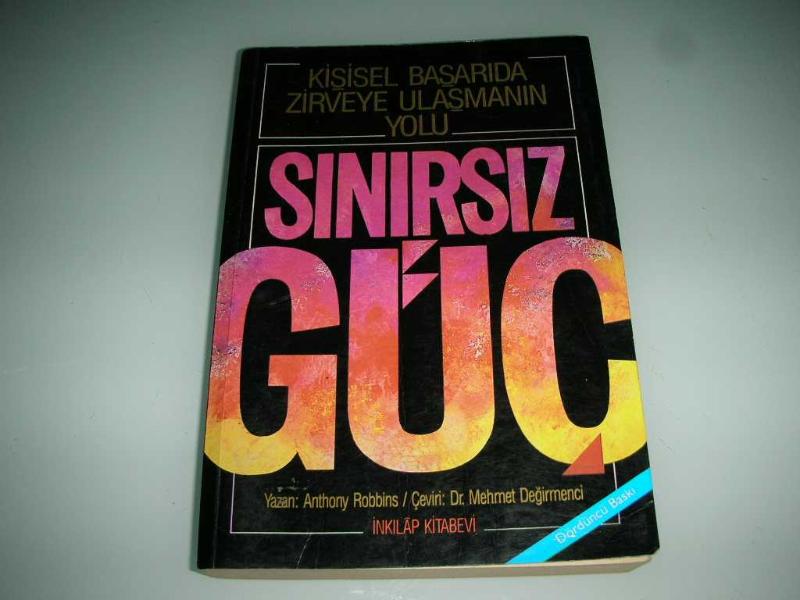 KİŞİSEL BAŞARIDA
ZİRVEYE ULAŞMANIN
YOLU
SINIRSIZ
GÜÇ
Yazan: Anthony Robbins / Çeviri: Dr. Mehmet Değirmenci
İNKILÂP KİTABEVİ
Dördüncü Baskı